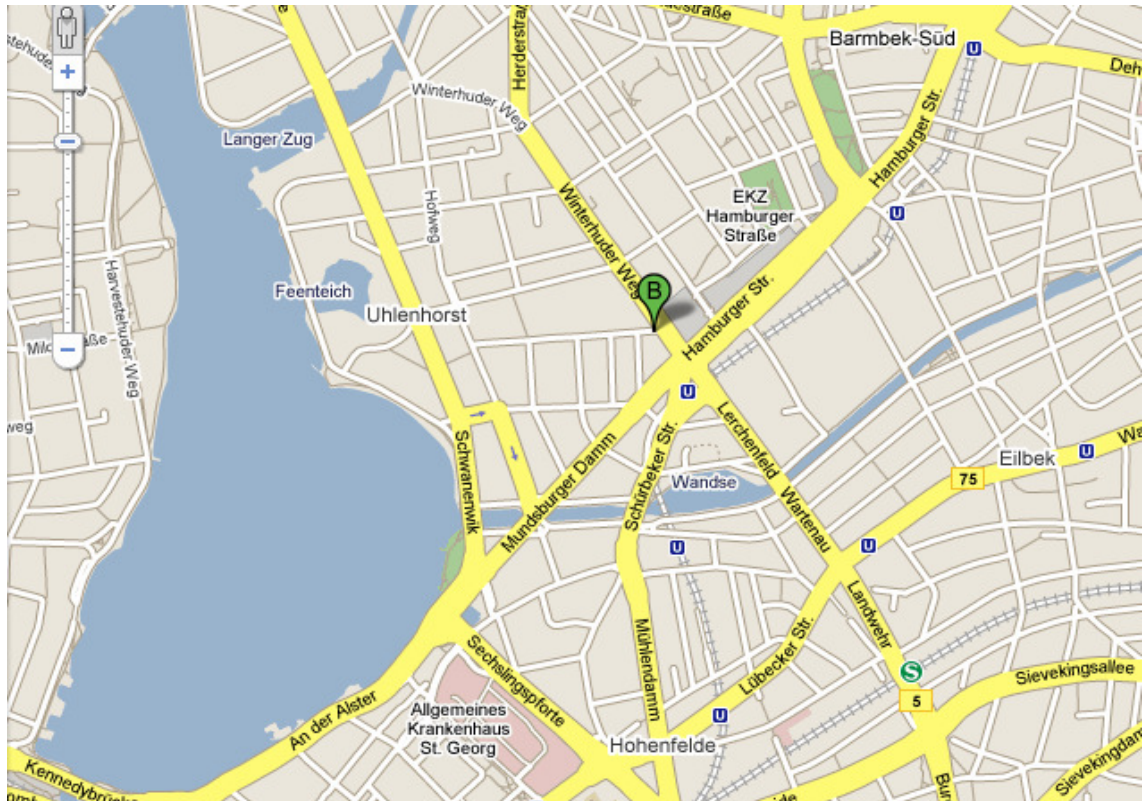 Barmbek-Süd
U
Herderstraße
Winterhuder Weg
Langer Zug
Hofweg
Hamburger Str.
EKZ
Hamburger
Straße
U
Winterhuder Weg
Harvestehuder Weg
Feenteich
B
Uhlenhorst
Hamburger Str.
U
weg
Schwanenwik
Mundsburger Damm
Schürbeker Str.
Lerchenfeld
Wartenau
Wandse
Eilbek
U
75
U
U
Landwehr
Mühlendamm
Lübecker Str.
Sechslingspforte
S
5
Sievekingsallee
An der Alster
Allgemeines
Krankenhaus
St. Georg
U
Hohenfelde